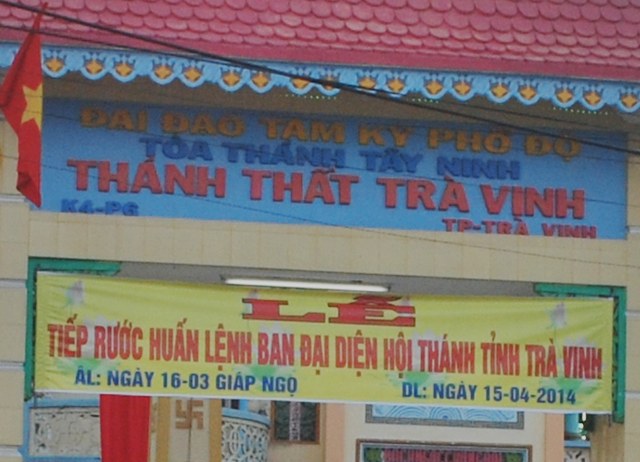 ĐẠI ĐẠO TAM KỲ PHỔ ĐỘ
TÒA THÁNH TÂY NINH
THÁNH THẤT TRÀ VINH
K4-P6
TP-TRÀ VINH
LỄ
TIẾP RƯỚC HUẤN LỆNH BAN ĐẠI DIỆN HỘI THÁNH TỈNH TRÀ VINH
ÂL: NGÀY 16-03 GIÁP NGỌ
DL: NGÀY 15-04-2014